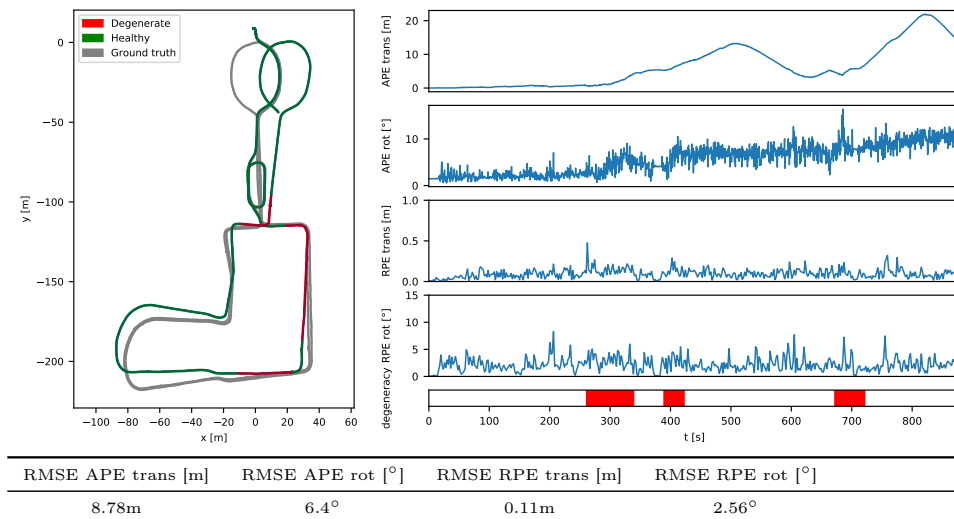 Degenerate
Healthy
Ground truth
0
−50
−100
−150
−200
y [m]
−100 −80 −60 −40 −20 0 20 40 60
x [m]
20
10
0
APE trans [m]
10
0
APE rot [°]
1.0
0.5
0.0
RPE trans [m]
15
10
5
0
RPE rot [°]
degeneracy
0 100 200 300 400 500 600 700 800
t [s]
RMSE APE trans [m] RMSE APE rot [°] RMSE RPE trans [m] RMSE RPE rot [°]
8.78m 6.4° 0.11m 2.56°